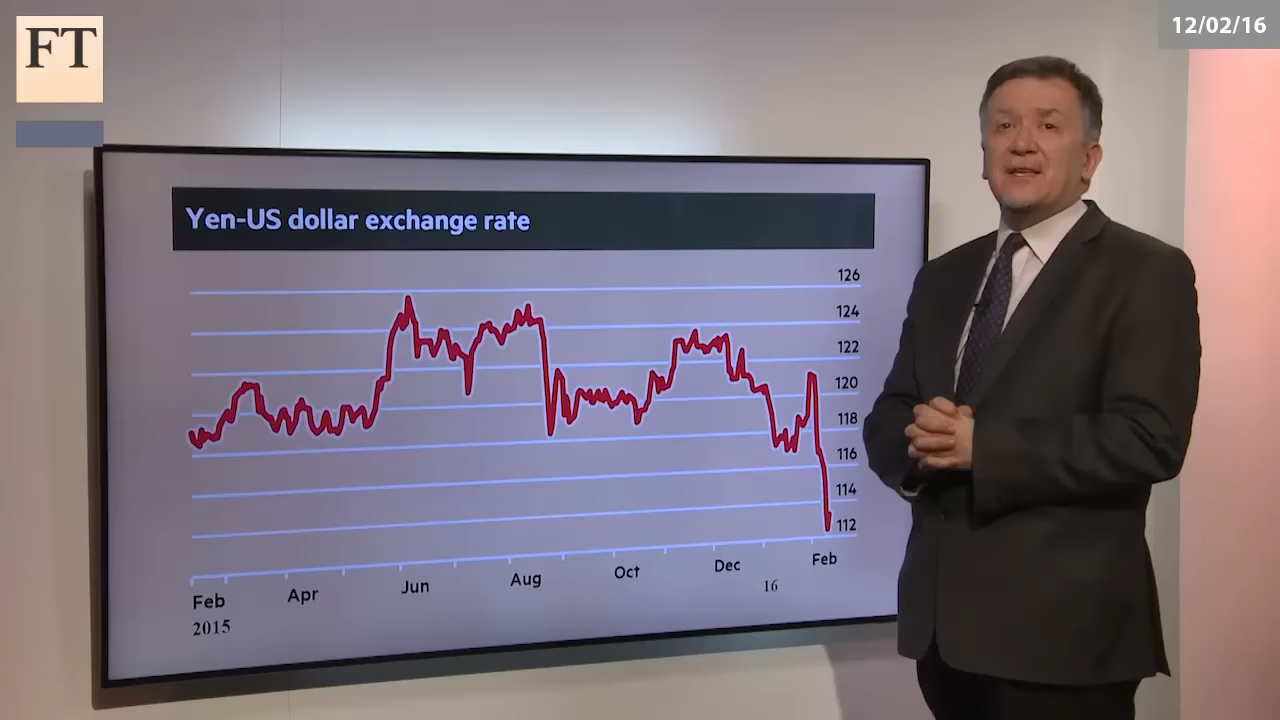 FT
12/02/16
Yen-US dollar exchange rate
126
124
122
120
118
116
114
112
Feb
Apr
Jun
Aug
Oct
Dec
Feb
2015
16